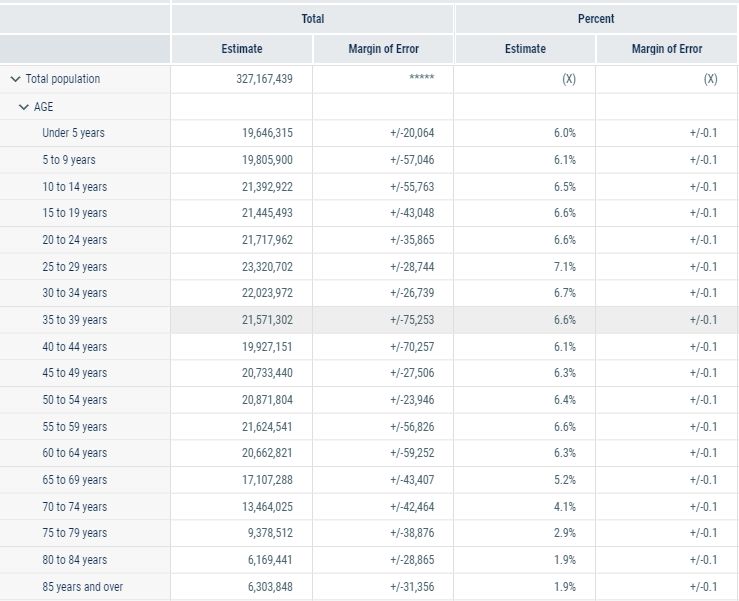 Total Percent
Estimate Margin of Error Estimate Margin of Error
Total population 327,167,439 ***** (X) (X)
AGE
Under 5 years 19,646,315 +/-20,064 6.0% +/-0.1
5 to 9 years 19,805,900 +/-57,046 6.1% +/-0.1
10 to 14 years 21,392,922 +/-55,763 6.5% +/-0.1
15 to 19 years 21,445,493 +/-43,048 6.6% +/-0.1
20 to 24 years 21,717,962 +/-35,865 6.6% +/-0.1
25 to 29 years 23,320,702 +/-28,744 7.1% +/-0.1
30 to 34 years 22,023,972 +/-26,739 6.7% +/-0.1
35 to 39 years 21,571,302 +/-75,253 6.6% +/-0.1
40 to 44 years 19,927,151 +/-70,257 6.1% +/-0.1
45 to 49 years 20,733,440 +/-27,506 6.3% +/-0.1
50 to 54 years 20,871,804 +/-23,946 6.4% +/-0.1
55 to 59 years 21,624,541 +/-56,826 6.6% +/-0.1
60 to 64 years 20,662,821 +/-59,252 6.3% +/-0.1
65 to 69 years 17,107,288 +/-43,407 5.2% +/-0.1
70 to 74 years 13,464,025 +/-42,464 4.1% +/-0.1
75 to 79 years 9,378,512 +/-38,876 2.9% +/-0.1
80 to 84 years 6,169,441 +/-28,865 1.9% +/-0.1
85 years and over 6,303,848 +/-31,356 1.9% +/-0.1